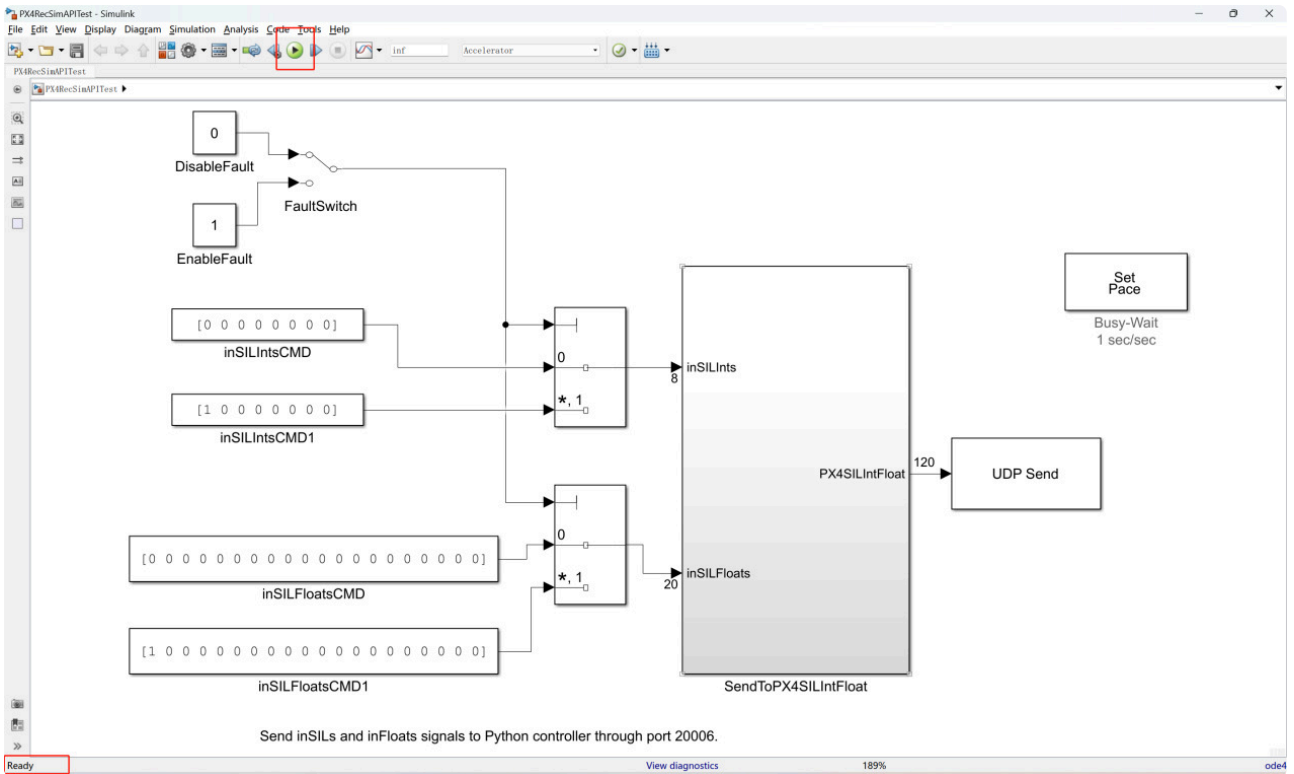 PX4RecSimAPITest - Simulink
File Edit View Display Diagram Simulation Analysis Code Tools Help
inf Accelerator
PX4RecSimAPITest
PX4RecSimAPITest
0
DisableFault
FaultSwitch
1
EnableFault
Set
Pace
Busy-Wait
1 sec/sec
[0 0 0 0 0 0 0 0]
inSILIntsCMD
0
8
inSILInts
[1 0 0 0 0 0 0 0]
*, 1
inSILIntsCMD1
PX4SILIntFloat
120
UDP Send
0
[0 0 0 0 0 0 0 0 0 0 0 0 0 0 0 0 0 0 0 0]
*, 1
20
inSILFloats
inSILFloatsCMD
[1 0 0 0 0 0 0 0 0 0 0 0 0 0 0 0 0 0 0 0]
inSILFloatsCMD1
SendToPX4SILIntFloat
Send inSILs and inFloats signals to Python controller through port 20006.
Ready
View diagnostics
189%
ode4